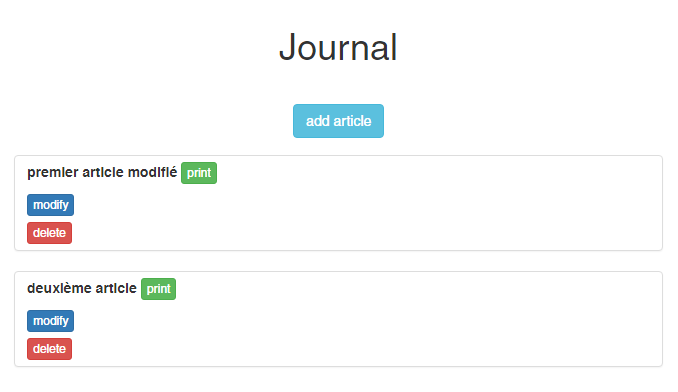 Journal
add article
premier article modifié print
modify
delete
deuxième article print
modify
delete